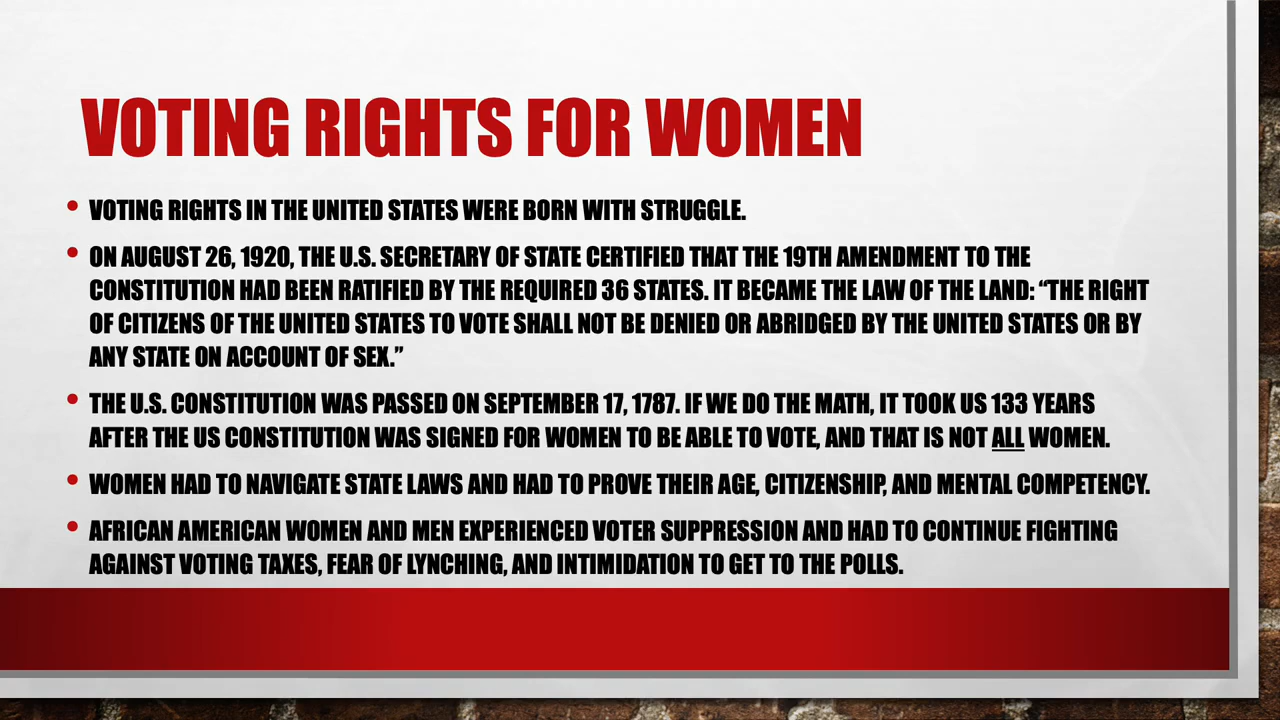 VOTING RIGHTS FOR WOMEN
• VOTING RIGHTS IN THE UNITED STATES WERE BORN WITH STRUGGLE.
• ON AUGUST 26, 1920, THE U.S. SECRETARY OF STATE CERTIFIED THAT THE 19TH AMENDMENT TO THE
CONSTITUTION HAD BEEN RATIFIED BY THE REQUIRED 36 STATES. IT BECAME THE LAW OF THE LAND: “THE RIGHT
OF CITIZENS OF THE UNITED STATES TO VOTE SHALL NOT BE DENIED OR ABRIDGED BY THE UNITED STATES OR BY
ANY STATE ON ACCOUNT OF SEX.”
• THE U.S. CONSTITUTION WAS PASSED ON SEPTEMBER 17, 1787. IF WE DO THE MATH, IT TOOK US 133 YEARS
AFTER THE US CONSTITUTION WAS SIGNED FOR WOMEN TO BE ABLE TO VOTE, AND THAT IS NOT ALL WOMEN.
• WOMEN HAD TO NAVIGATE STATE LAWS AND HAD TO PROVE THEIR AGE, CITIZENSHIP, AND MENTAL COMPETENCY.
• AFRICAN AMERICAN WOMEN AND MEN EXPERIENCED VOTER SUPPRESSION AND HAD TO CONTINUE FIGHTING
AGAINST VOTING TAXES, FEAR OF LYNCHING, AND INTIMIDATION TO GET TO THE POLLS.